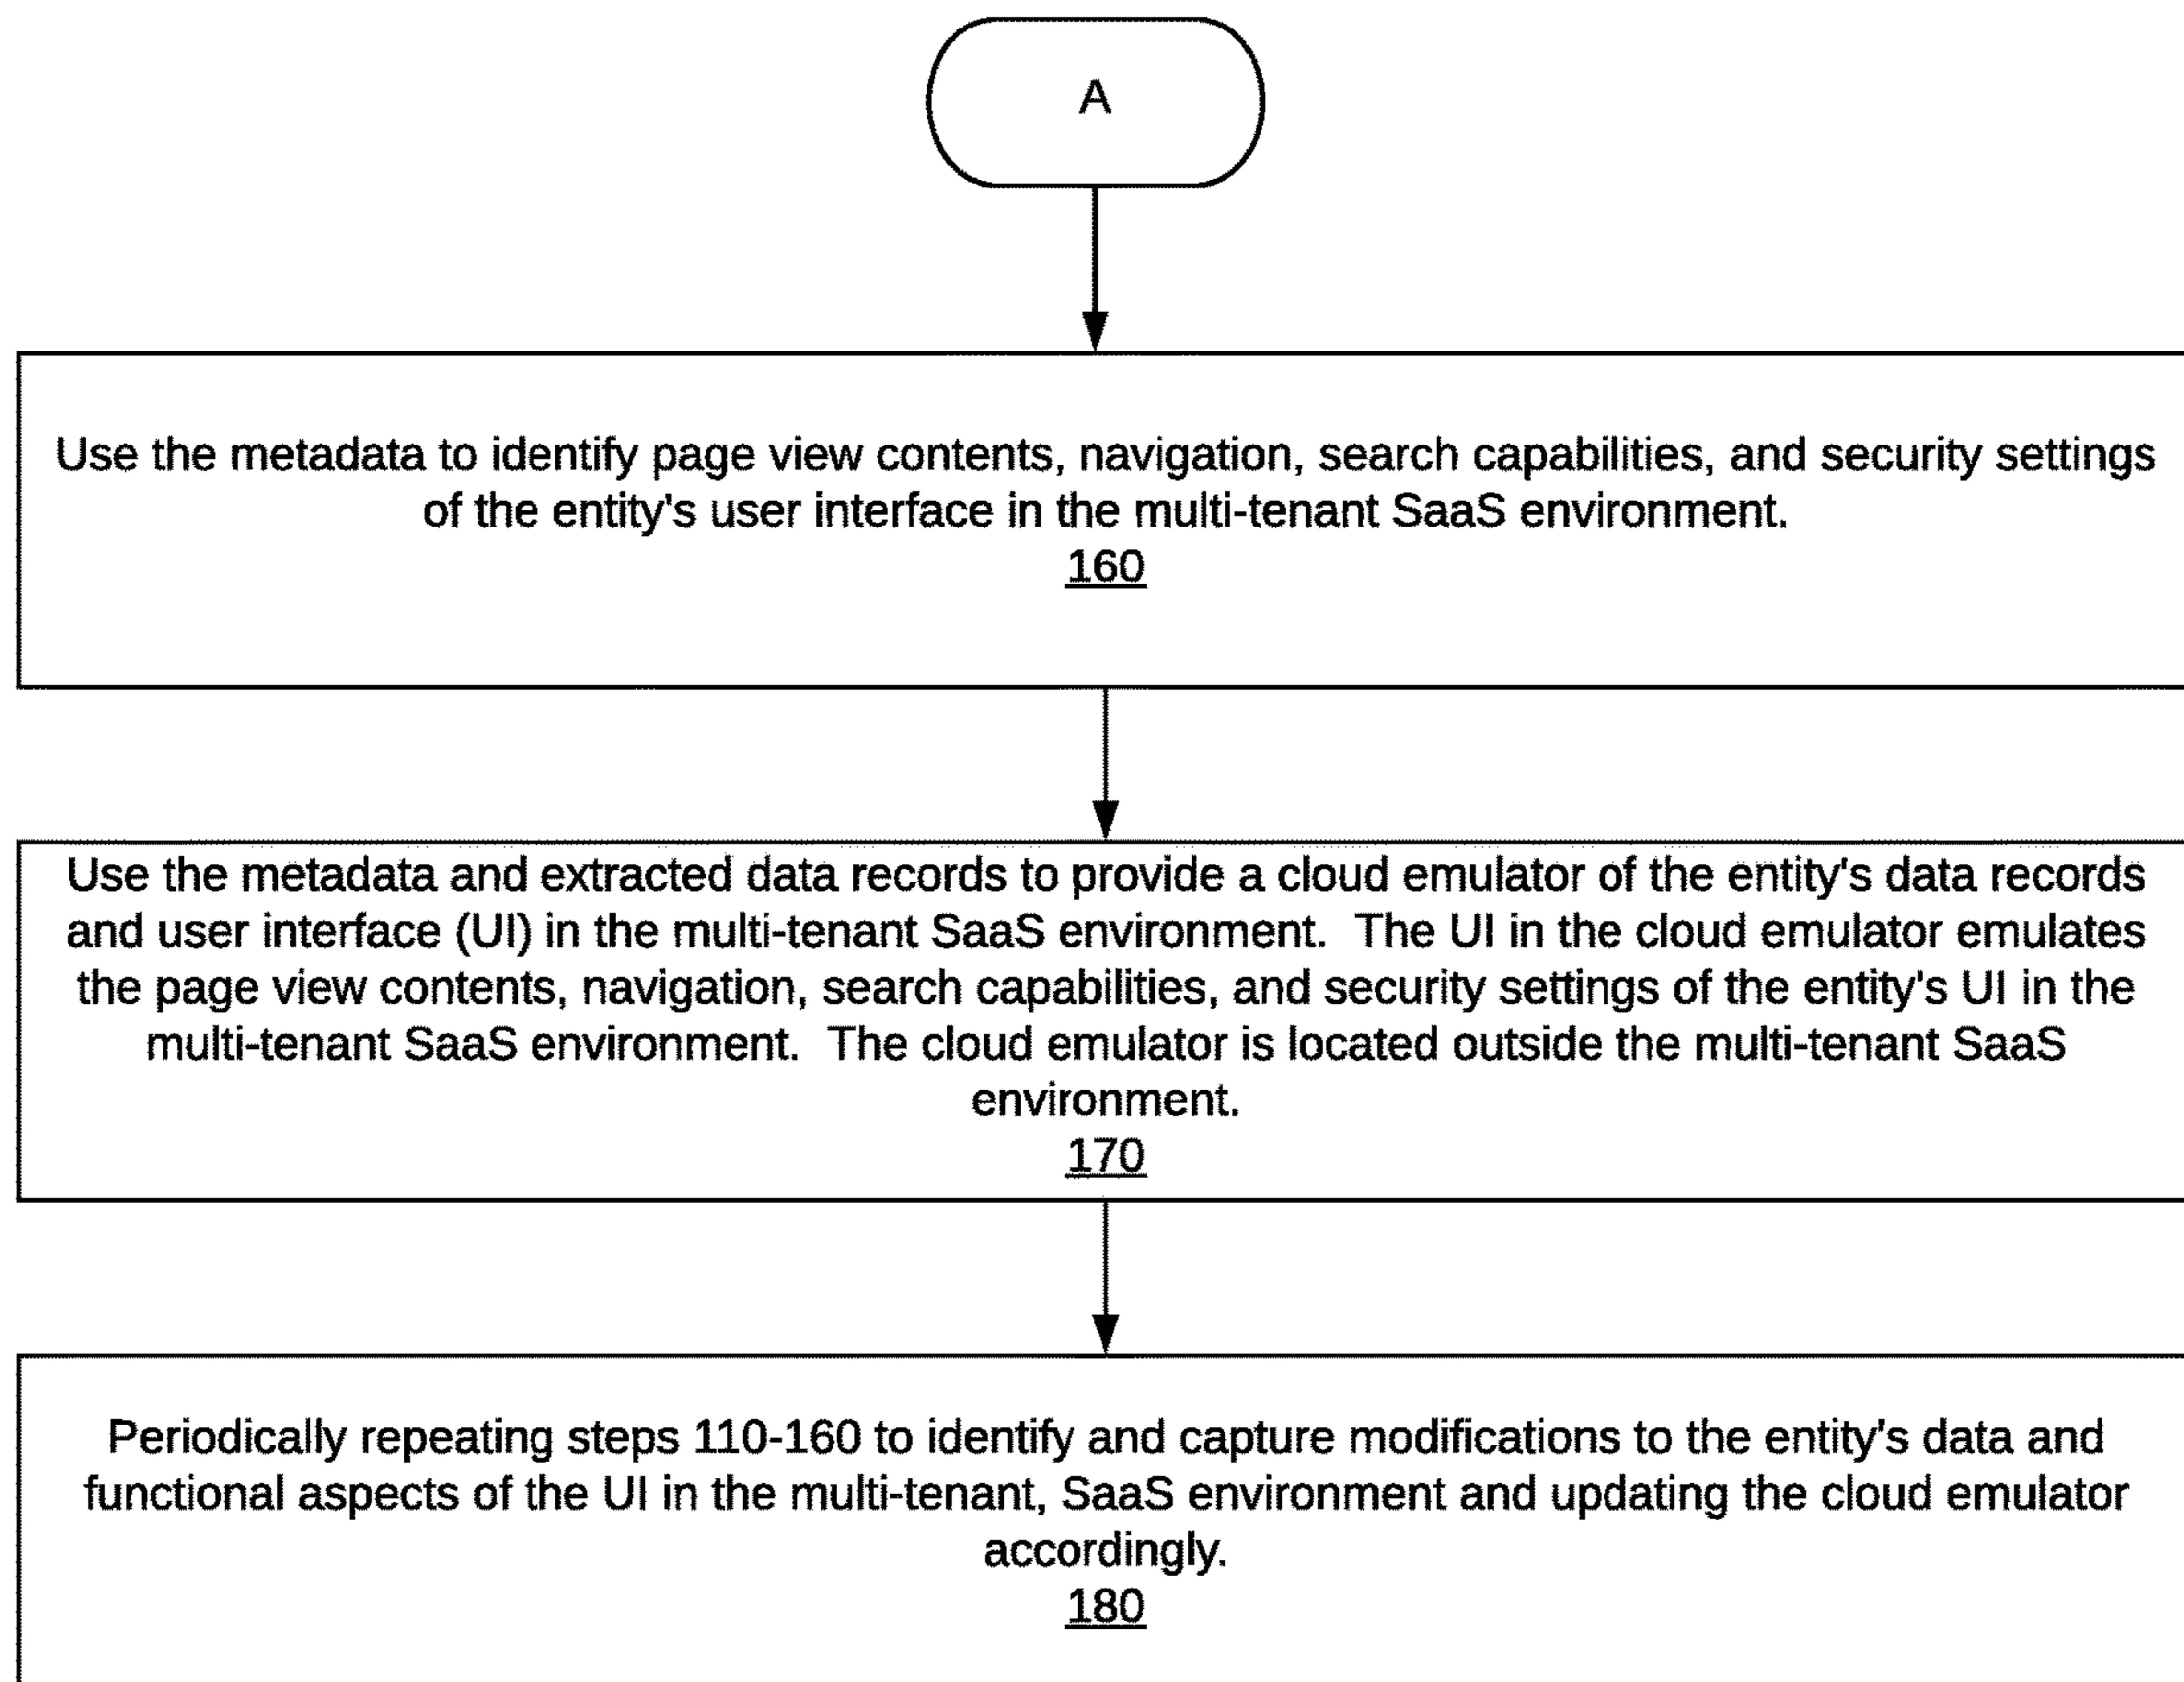 A
Use the metadata to identify page view contents, navigation, search capabilities, and security settings
of the entity's user interface in the multi-tenant SaaS environment.
160
Use the metadata and extracted data records to provide a cloud emulator of the entity's data records
and user interface (UI) in the multi-tenant SaaS environment.  The UI in the cloud emulator emulates
the page view contents, navigation, search capabilities, and security settings of the entity's UI in the
multi-tenant SaaS environment.  The cloud emulator is located outside the multi-tenant SaaS
environment.
170
Periodically repeating steps 110-160 to identify and capture modifications to the entity's data and
functional aspects of the UI in the multi-tenant, SaaS environment and updating the cloud emulator
accordingly.
180